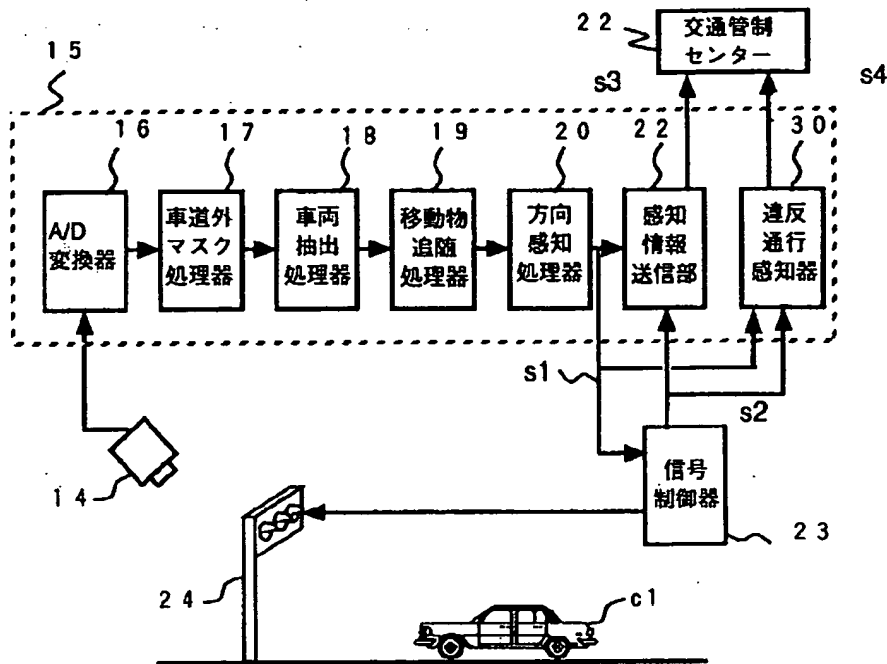 22
交通管制
センター
s3
s4
15
16
17
18
19
20
22
30
A/D
変換器
車道外
マスク
処理器
車両
抽出
処理器
移動物
追随
処理器
方向
感知
処理器
感知
情報
送信部
違反
通行
感知器
s1
s2
14
信号
制御器
23
24
c1